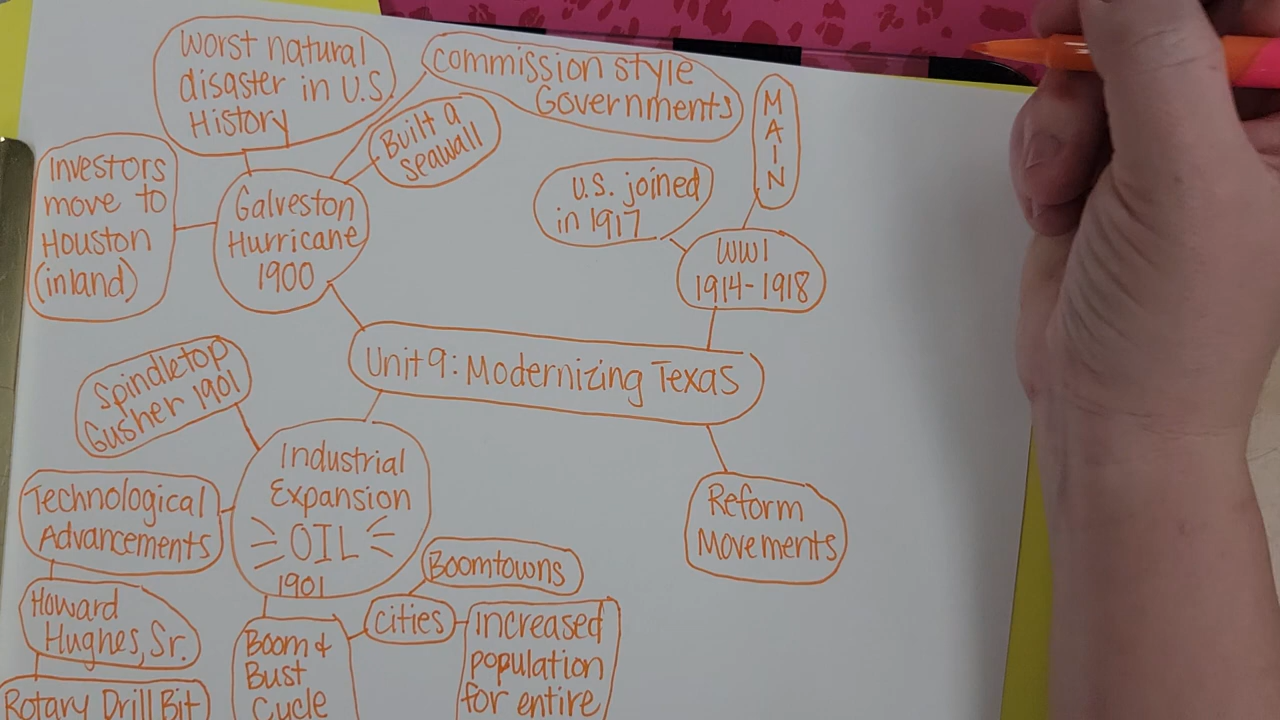 Worst natural
disaster in U.S.
History
Commission Style
Governments
Built a
seawall
M
A
I
N
Investors
move to
Houston
(inland)
Galveston
Hurricane
1900
U.S. joined
in 1917
WW1
1914-1918
Unit 9: Modernizing Texas
Spindletop
Gusher 1901
Industrial
Expansion
OIL
1901
Technological
Advancements
Reform
Movements
Boomtowns
Howard
Hughes, Sr.
Cities
Increased
population
for entire
Boom &
Bust
Cycle
Rotary Drill Bit